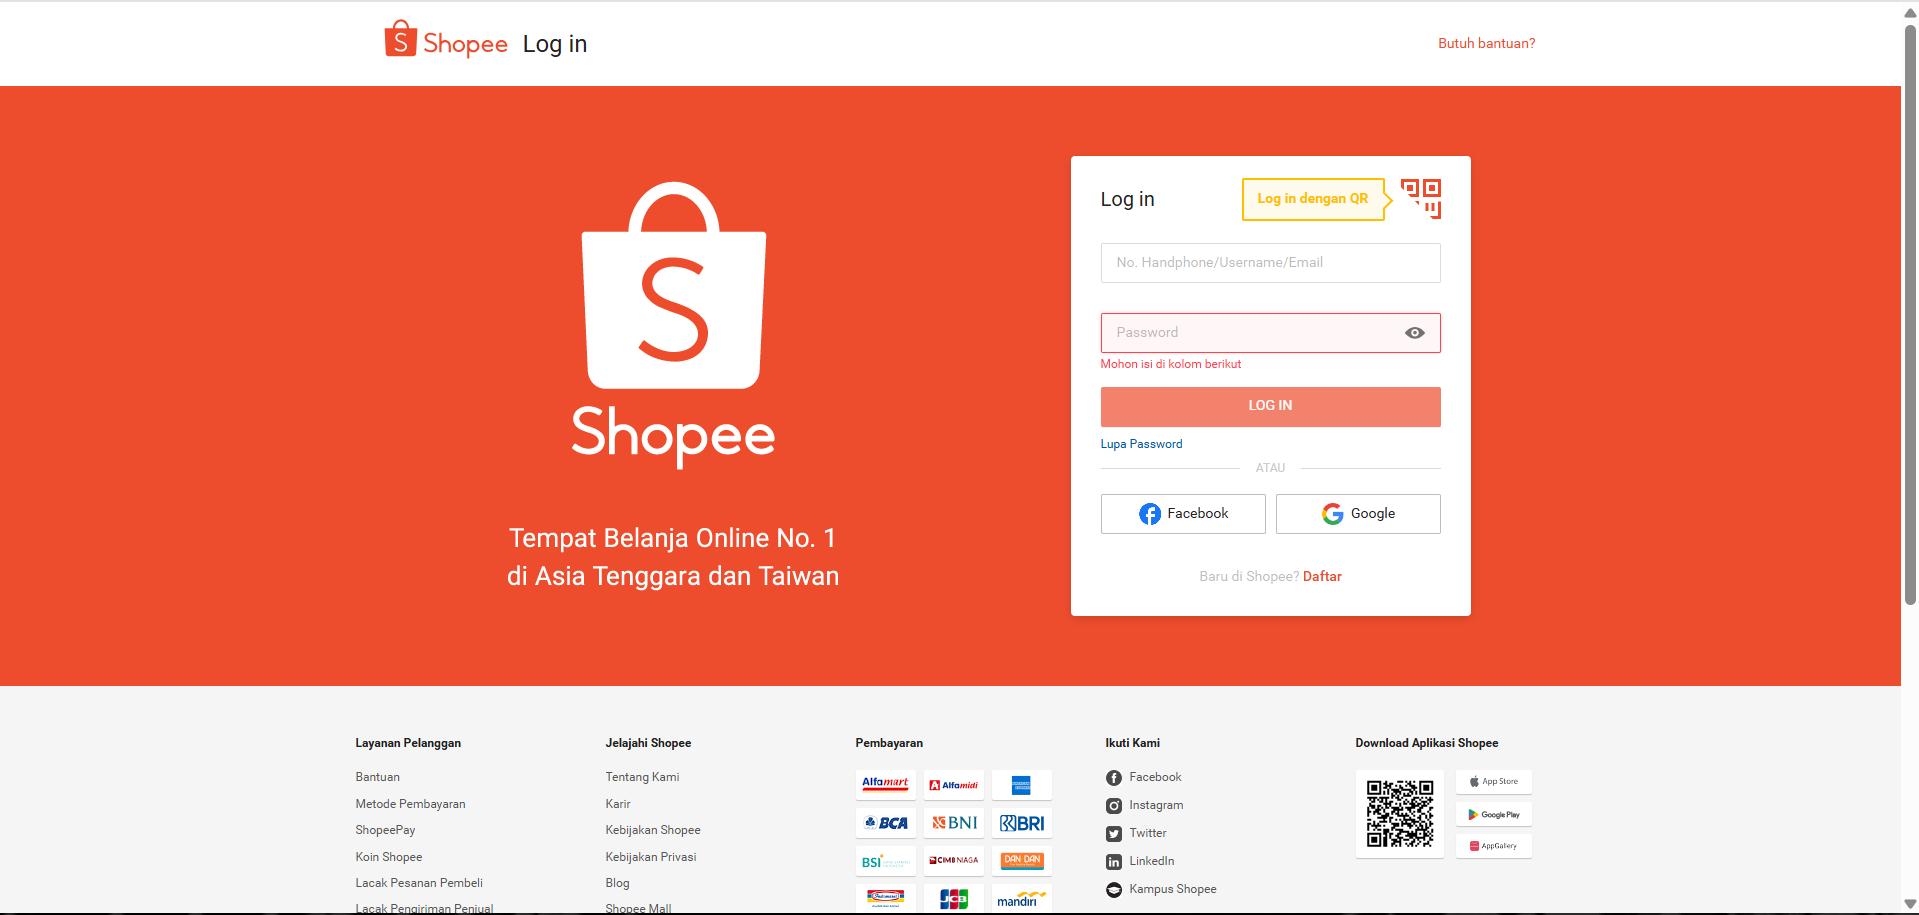 Shopee Log in
Butuh bantuan?
S
Shopee
Tempat Belanja Online No. 1
di Asia Tenggara dan Taiwan
Log in
Log in dengan QR
No. Handphone/Username/Email
Password
Mohon isi di kolom berikut
LOG IN
Lupa Password
ATAU
Facebook
Google
Baru di Shopee? Daftar
Layanan Pelanggan
Bantuan
Metode Pembayaran
ShopeePay
Koin Shopee
Lacak Pesanan Pembeli
Lacak Pengiriman Penjual
Jelajahi Shopee
Tentang Kami
Karir
Kebijakan Shopee
Kebijakan Privasi
Blog
Shopee Mall
Pembayaran
Alfamart
Alfamidi
BCA
BNI
BRI
BSI
CIMB NIAGA
DAN DAN
Indomaret
JCB
mandiri
Ikuti Kami
Facebook
Instagram
Twitter
LinkedIn
Kampus Shopee
Download Aplikasi Shopee
App Store
Google Play
AppGallery